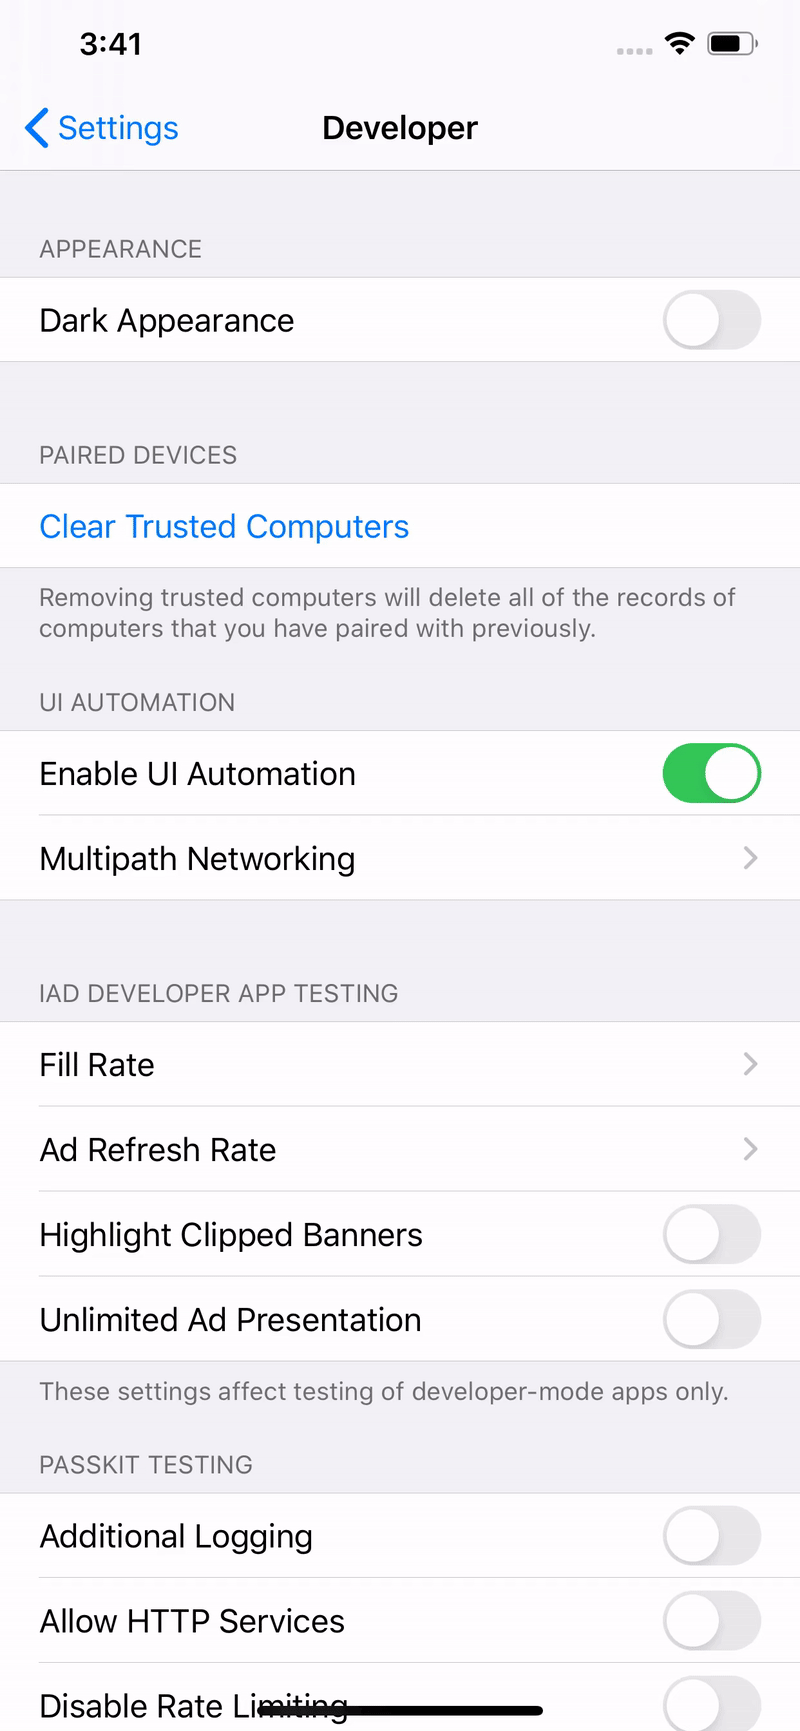 3:41
Settings
Developer
APPEARANCE
Dark Appearance
PAIRED DEVICES
Clear Trusted Computers
Removing trusted computers will delete all of the records of
computers that you have paired with previously.
UI AUTOMATION
Enable UI Automation
Multipath Networking
IAD DEVELOPER APP TESTING
Fill Rate
Ad Refresh Rate
Highlight Clipped Banners
Unlimited Ad Presentation
These settings affect testing of developer-mode apps only.
PASSKIT TESTING
Additional Logging
Allow HTTP Services
Disable Rate Limiting